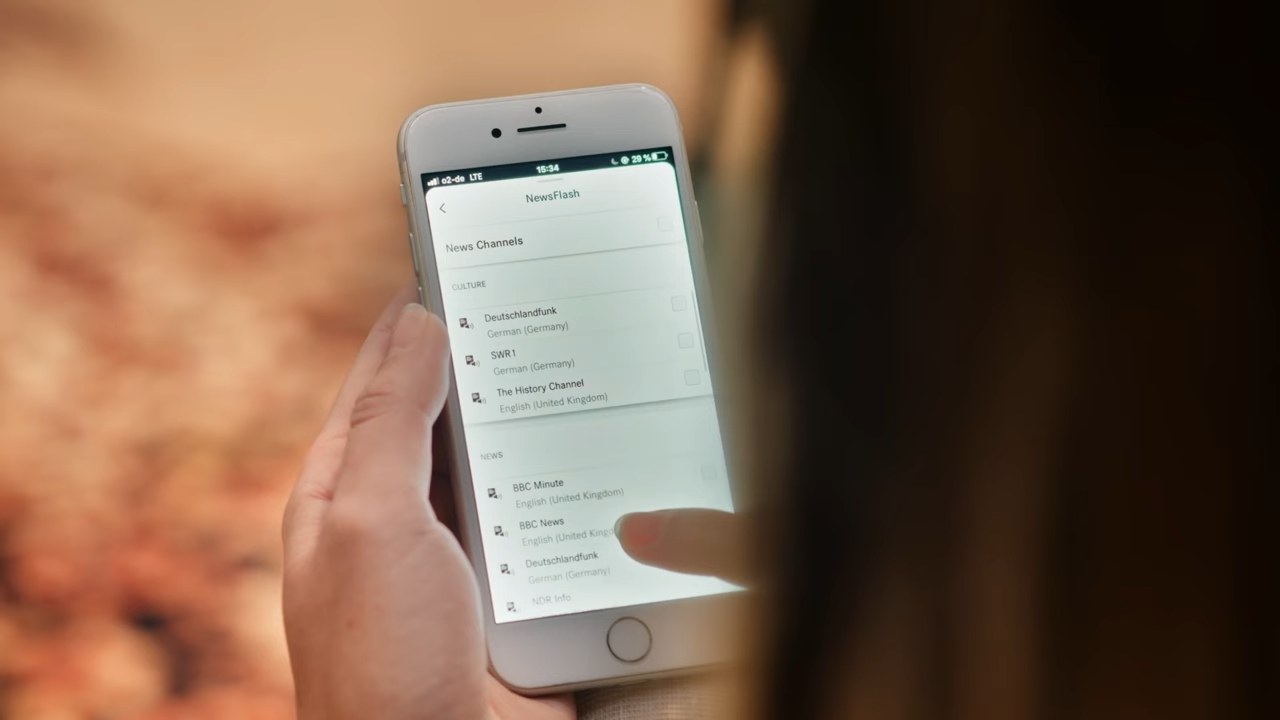 o2-de LTE 15:34 29 %
NewsFlash
News Channels
CULTURE
Deutschlandfunk
German (Germany)
SWR1
German (Germany)
The History Channel
English (United Kingdom)
NEWS
BBC Minute
English (United Kingdom)
BBC News
English (United Kingd
Deutschlandfunk
German (Germany)
NDR Info